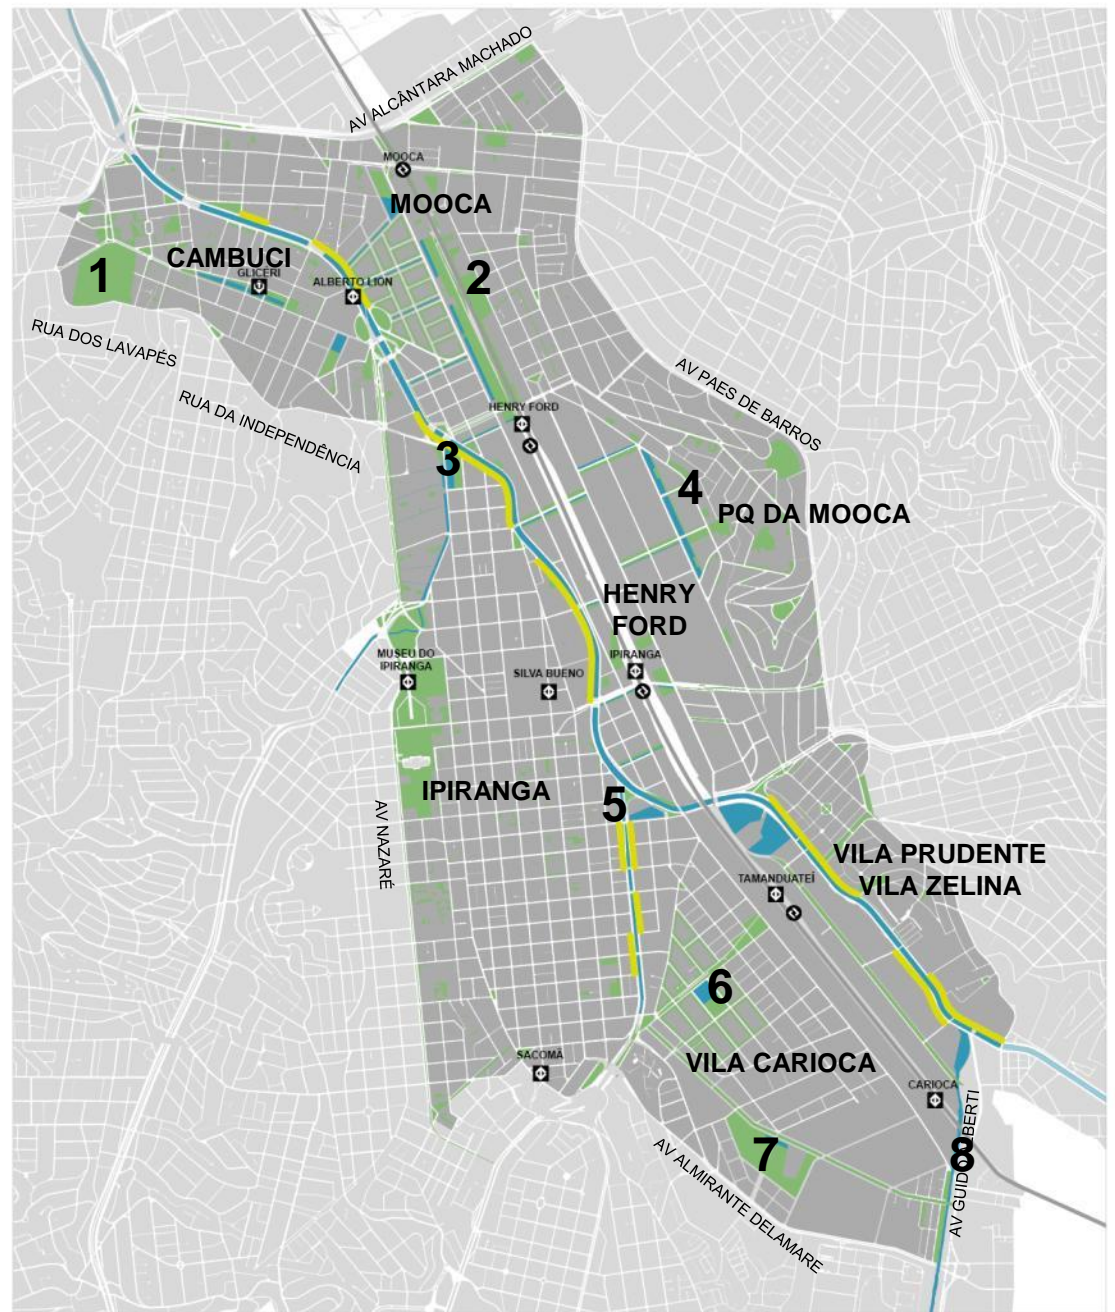 AV ALCÂNTARA MACHADO
MOOCA
MOOCA
CAMBUCI
1
GLICERI
ALBERTO LION
2
RUA DOS LAVAPÉS
RUA DA INDEPENDÊNCIA
AV PAES DE BARROS
HENRY FORD
3
4
PQ DA MOOCA
HENRY
FORD
IPIRANGA
MUSEU DO
IPIRANGA
SILVA BUENO
IPIRANGA
5
AV NAZARÉ
VILA PRUDENTE
VILA ZELINA
TAMANDUATEÍ
6
VILA CARIOCA
SACOMÃ
CARIOCA
7
8
AV GUIDO ALIBERTI
AV ALMIRANTE DELAMARE